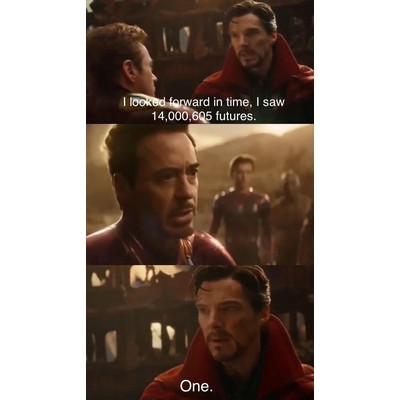 I looked forward in time, I saw
14,000,605 futures.
One.